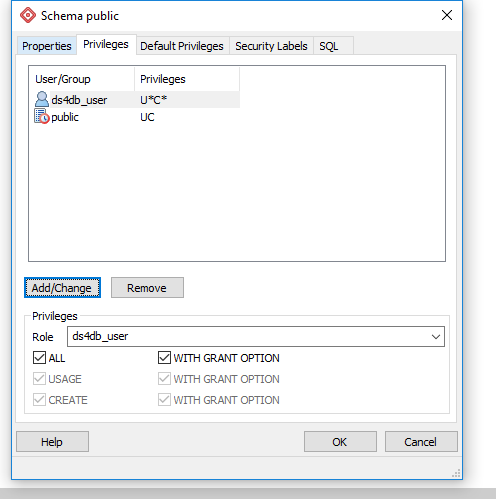 Schema public
Properties Privileges Default Privileges Security Labels SQL
User/Group Privileges
ds4db_user U*C*
public UC
Add/Change Remove
Privileges
Role ds4db_user
ALL WITH GRANT OPTION
USAGE WITH GRANT OPTION
CREATE WITH GRANT OPTION
Help OK Cancel